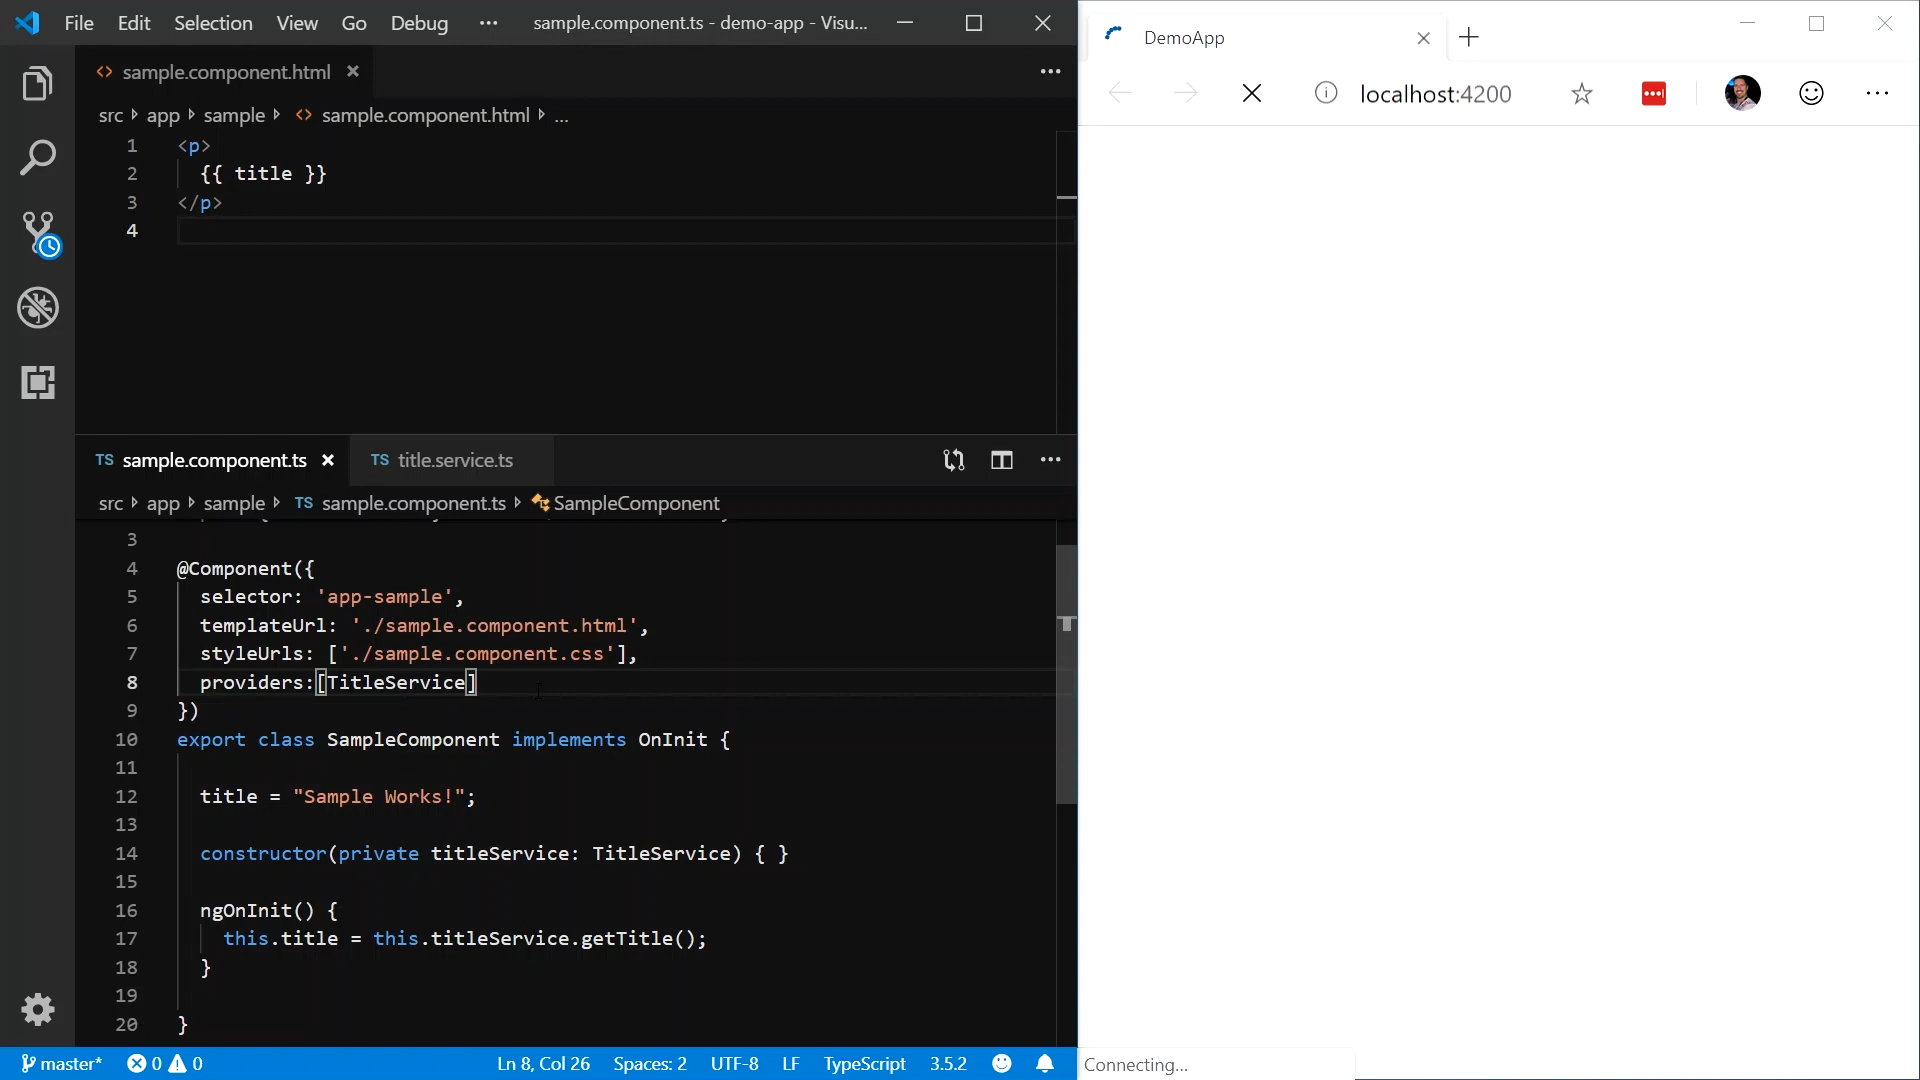 File Edit Selection View Go Debug ··· sample.component.ts - demo-app - Visu...
sample.component.html
src app sample sample.component.html ...
1 <p>
2 {{ title }}
3 </p>
4
TS sample.component.ts TS title.service.ts
src app sample TS sample.component.ts SampleComponent
3
4 @Component({
5 selector: 'app-sample',
6 templateUrl: './sample.component.html',
7 styleUrls: ['./sample.component.css'],
8 providers:[TitleService]
9 })
10 export class SampleComponent implements OnInit {
11
12 title = "Sample Works!";
13
14 constructor(private titleService: TitleService) { }
15
16 ngOnInit() {
17 this.title = this.titleService.getTitle();
18 }
19
20 }
master* 0 0 Ln 8, Col 26 Spaces: 2 UTF-8 LF TypeScript 3.5.2
DemoApp
localhost:4200
Connecting...